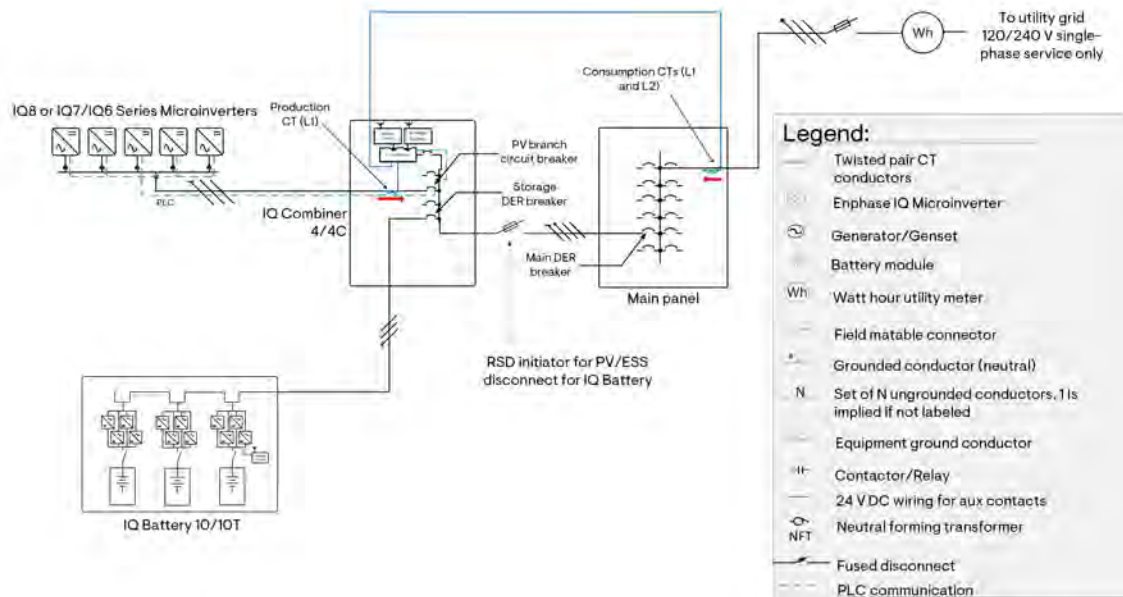 To utility grid
120/240 V single-
phase service only
Wh
Consumption CTs (L1
and L2)
IQ8 or IQ7/IQ6 Series Microinverters
Production
CT (L1)
PV branch
circuit breaker
Storage
DER breaker
PLC
IQ Combiner
4/4C
Main DER
breaker
Main panel
RSD initiator for PV/ESS
disconnect for IQ Battery
IQ Battery 10/10T
Legend:
Twisted pair CT
conductors
Enphase IQ Microinverter
Generator/Genset
Battery module
Wh Watt hour utility meter
Field matable connector
Grounded conductor (neutral)
N Set of N ungrounded conductors, 1 is
implied if not labeled
Equipment ground conductor
Contactor/Relay
24 V DC wiring for aux contacts
Neutral forming transformer
NFT
Fused disconnect
PLC communication